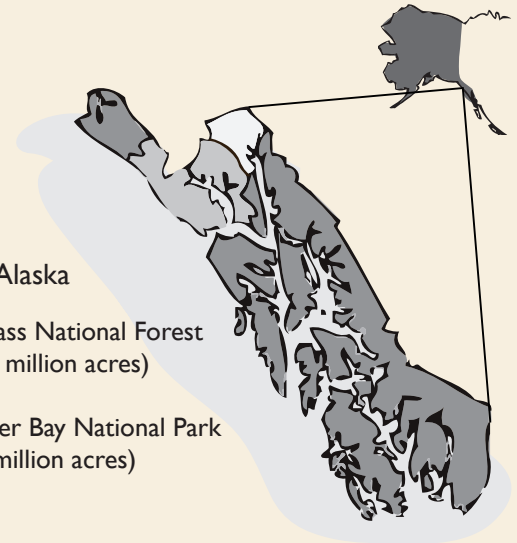 Alaska
ass National Forest
million acres)
er Bay National Park
million acres)